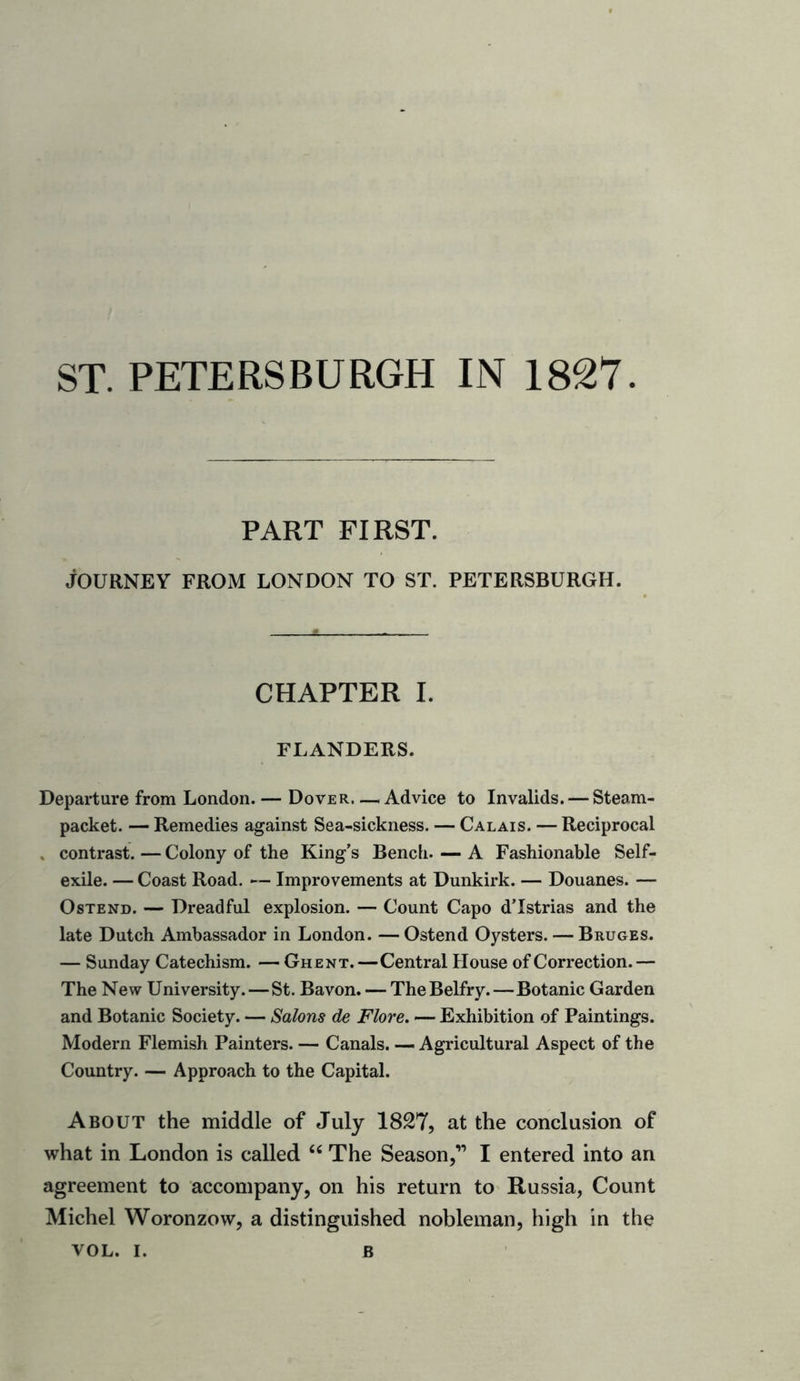 ST. PETERSBURGH IN 1827.
PART FIRST.
JOURNEY FROM LONDON TO ST. PETERSBURGH.
CHAPTER I.
FLANDERS.
Departure from London. — Dover. — Advice to Invalids. — Steam-
packet. — Remedies against Sea-sickness. — Calais. — Reciprocal
contrast. — Colony of the King's Bench. — A Fashionable Self-
exile. — Coast Road. — Improvements at Dunkirk. — Douanes. —
Ostend. — Dreadful explosion. — Count Capo d'Istrias and the
late Dutch Ambassador in London. — Ostend Oysters. — Bruges.
— Sunday Catechism. — Ghent. — Central House of Correction. —
The New University. — St. Bavon. — The Belfry. — Botanic Garden
and Botanic Society. — Salons de Flore. — Exhibition of Paintings.
Modern Flemish Painters. — Canals. — Agricultural Aspect of the
Country. — Approach to the Capital.
About the middle of July 1827, at the conclusion of
what in London is called “ The Season,” I entered into an
agreement to accompany, on his return to Russia, Count
Michel Woronzow, a distinguished nobleman, high in the
VOL. I. B